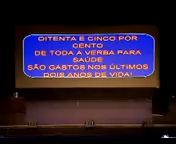 OITENTA E CINCO POR
CENTO
DE TODA A VERBA PARA
SAÚDE
SÃO GASTOS NOS ÚLTIMOS
DOIS ANOS DE VIDA!